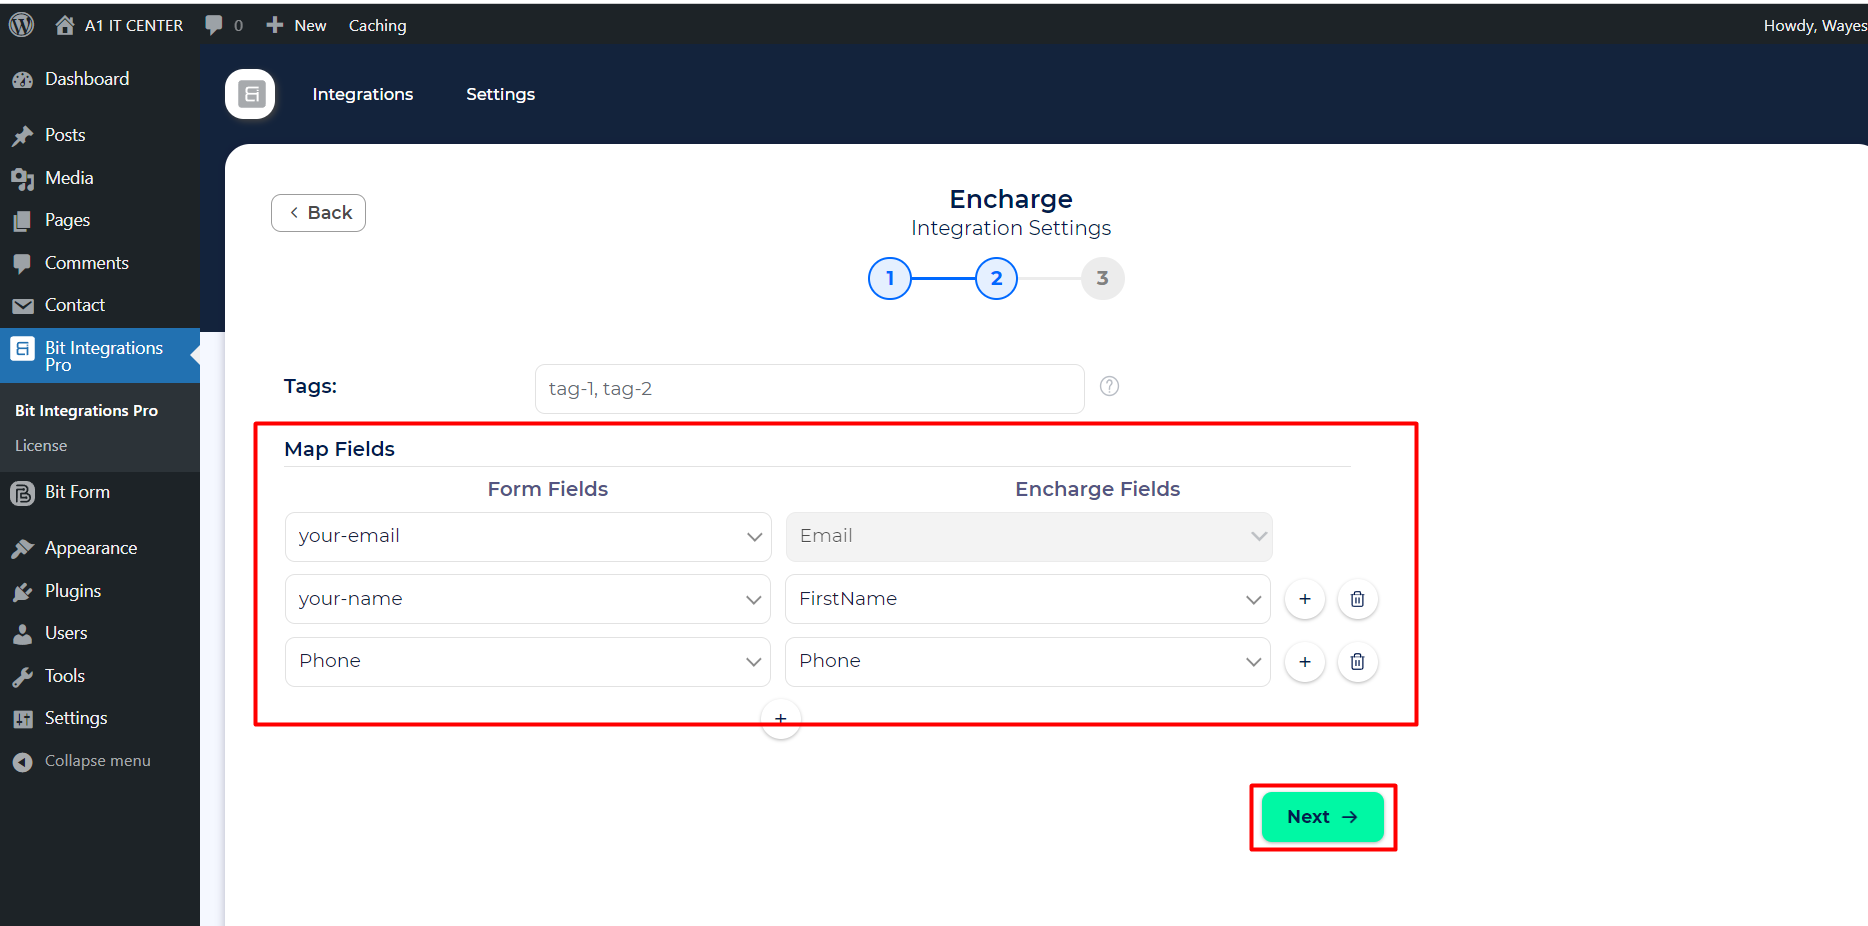 A1 IT CENTER
0
New
Caching
Howdy, Wayes
Dashboard
Posts
Media
Pages
Comments
Contact
Bit Integrations
Pro
Bit Integrations Pro
License
Bit Form
Appearance
Plugins
Users
Tools
Settings
Collapse menu
Integrations
Settings
Back
Encharge
Integration Settings
1
2
3
Tags:
tag-1, tag-2
?
Map Fields
Form Fields
Encharge Fields
your-email
Email
your-name
FirstName
+
Phone
Phone
+
+
Next →